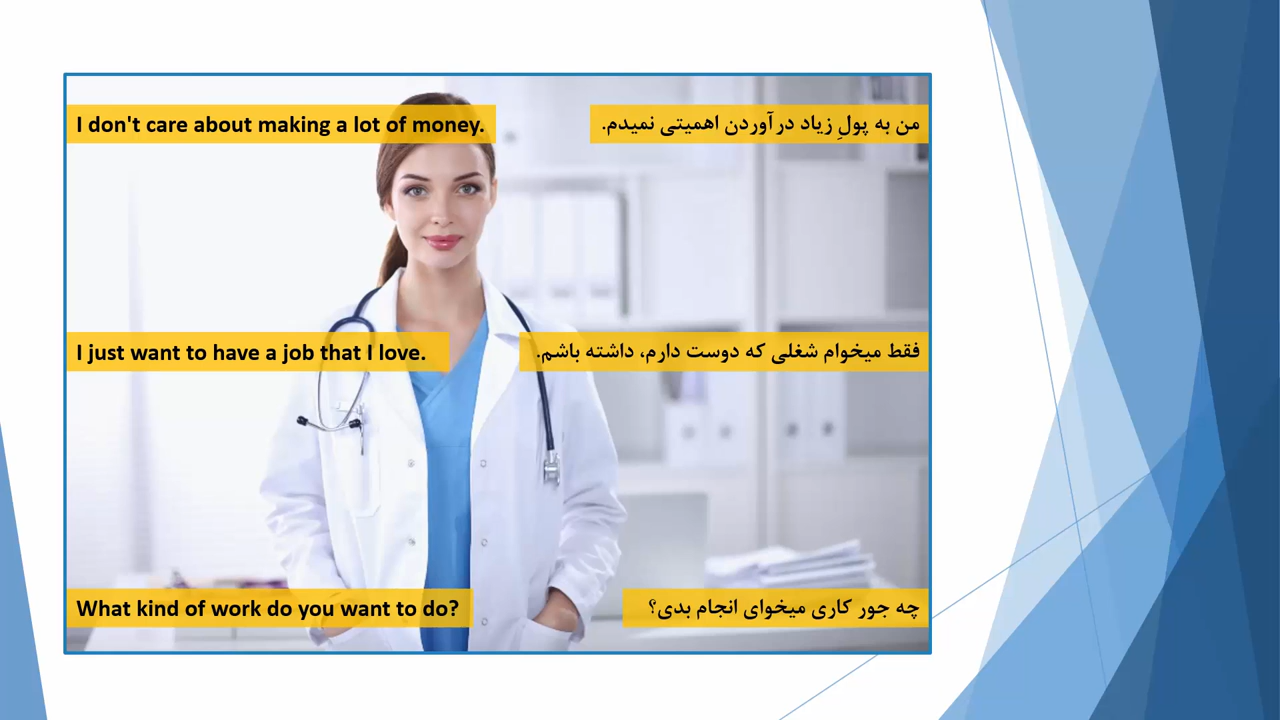 I don't care about making a lot of money.
من به پولِ زیاد درآوردن اهمیتی نمیدم.
I just want to have a job that I love.
فقط میخوام شغلی که دوست دارم، داشته باشم.
What kind of work do you want to do?
چه جور کاری میخوای انجام بدی؟